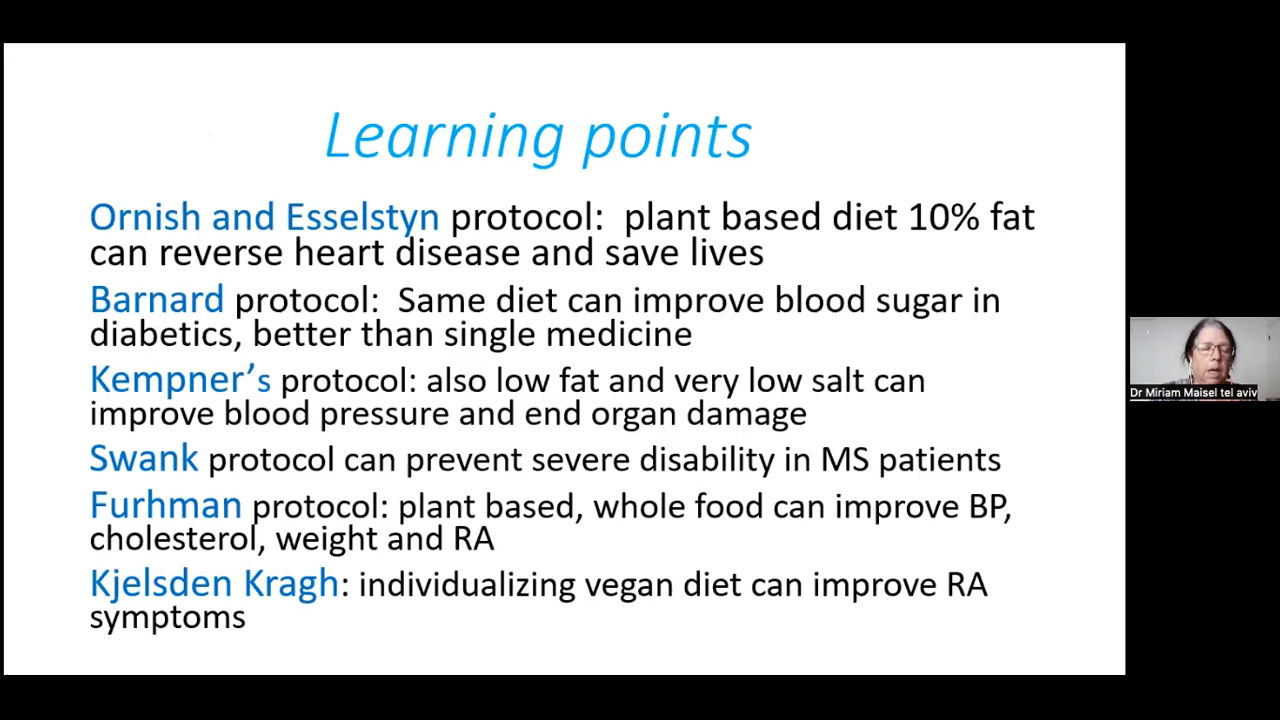 Learning points
Ornish and Esselstyn protocol: plant based diet 10% fat
can reverse heart disease and save lives
Barnard protocol: Same diet can improve blood sugar in
diabetics, better than single medicine
Kempner's protocol: also low fat and very low salt can
improve blood pressure and end organ damage
Swank protocol can prevent severe disability in MS patients
Furhman protocol: plant based, whole food can improve BP,
cholesterol, weight and RA
Kjelsden Kragh: individualizing vegan diet can improve RA
symptoms
Dr Miriam Maisel tel aviv